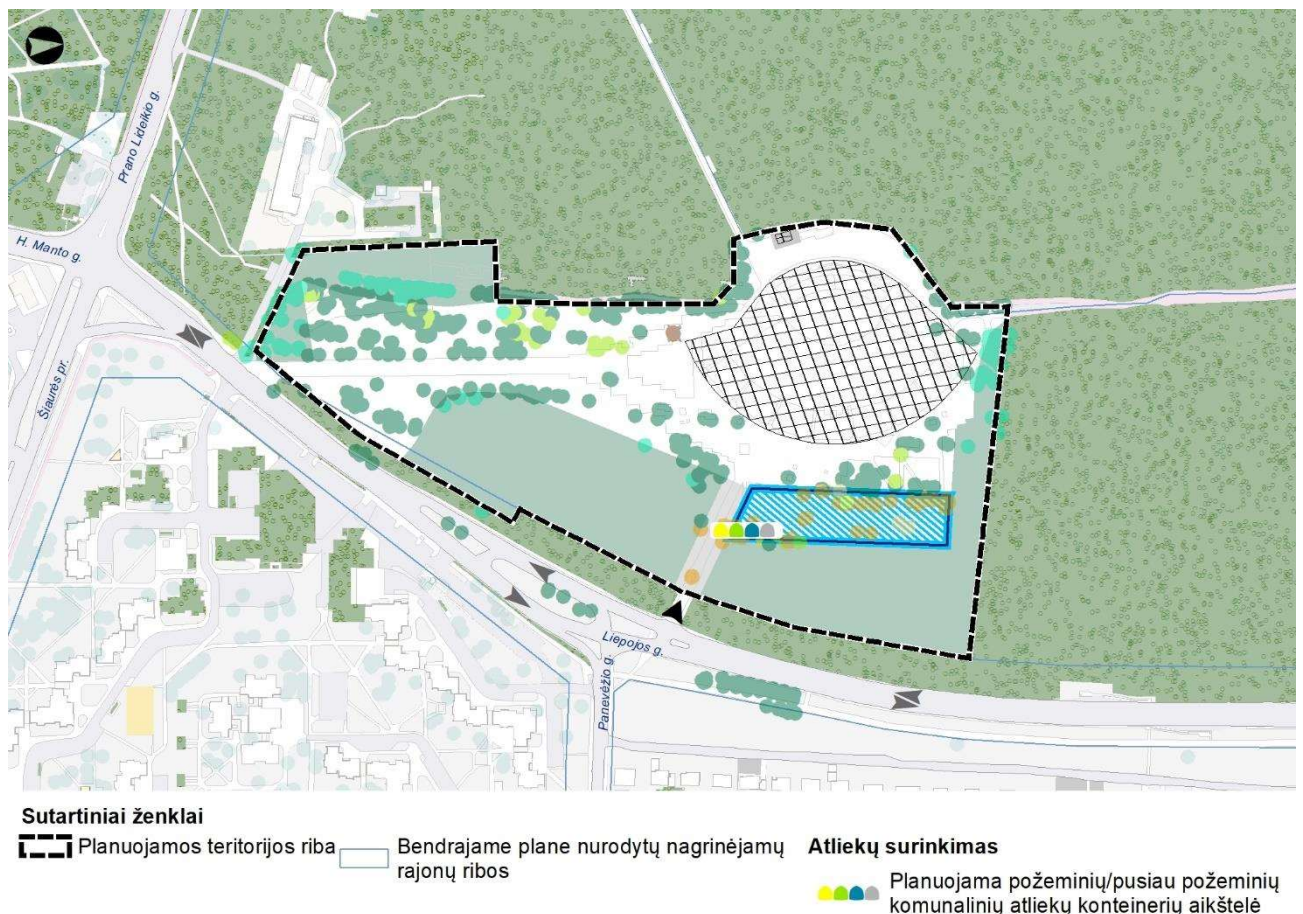 Prano Lideikio g.
H. Manto g.
Šiaurės pr.
Liepojos g.
Panevėžio g.
Sutartiniai ženklai
Planuojamos teritorijos riba
Bendrajame plane nurodytų nagrinėjamų
rajonų ribos
Atliekų surinkimas
Planuojama požeminių/pusiau požeminių
komunalinių atliekų konteinerių aikštelė